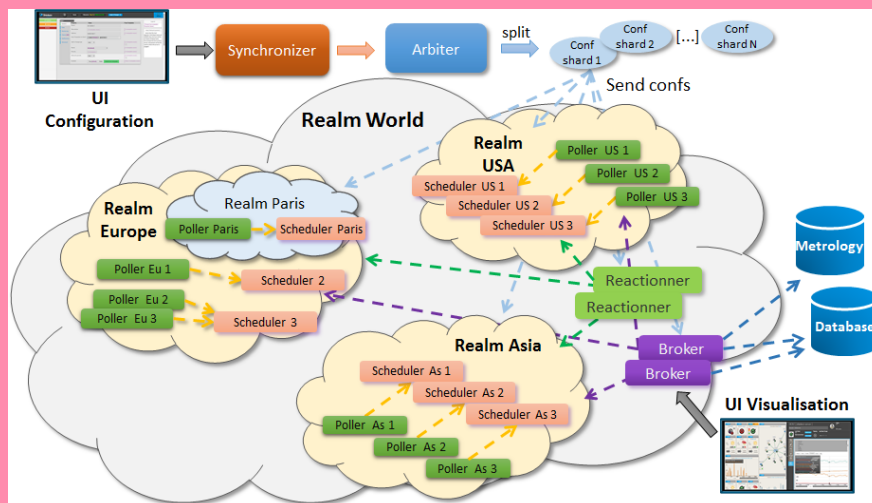 Synchronizer
Arbiter
split
Conf
shard 1
Conf
shard 2
[...]
Conf
shard N
UI
Configuration
Send confs
Realm World
Realm
USA
Poller US 1
Poller US 2
Poller US 3
Scheduler US 1
Scheduler US 2
Scheduler US 3
Realm Paris
Poller Paris
Scheduler Paris
Realm
Europe
Poller Eu 1
Scheduler 2
Poller Eu 2
Poller Eu 3
Scheduler 3
Metrology
Reactionner
Reactionner
Database
Broker
Broker
Realm Asia
Scheduler As 1
Scheduler As 2
Scheduler As 3
Poller As 1
Poller As 2
Poller As 3
UI Visualisation